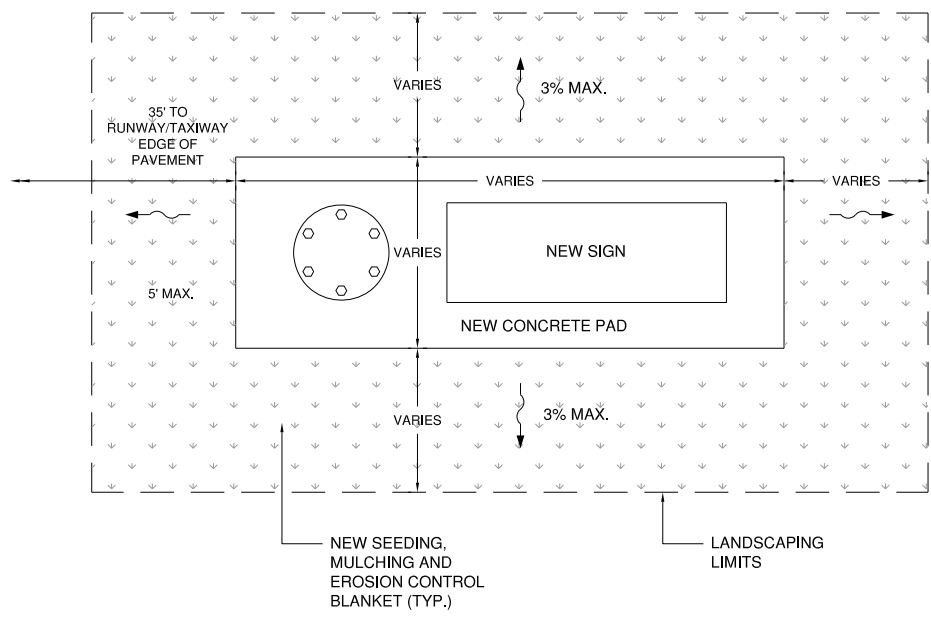 VARIES
3% MAX.
35' TO
RUNWAY/TAXIWAY
EDGE OF
PAVEMENT
VARIES
VARIES
VARIES
NEW SIGN
5' MAX.
NEW CONCRETE PAD
VARIES
3% MAX.
NEW SEEDING,
MULCHING AND
EROSION CONTROL
BLANKET (TYP.)
LANDSCAPING
LIMITS